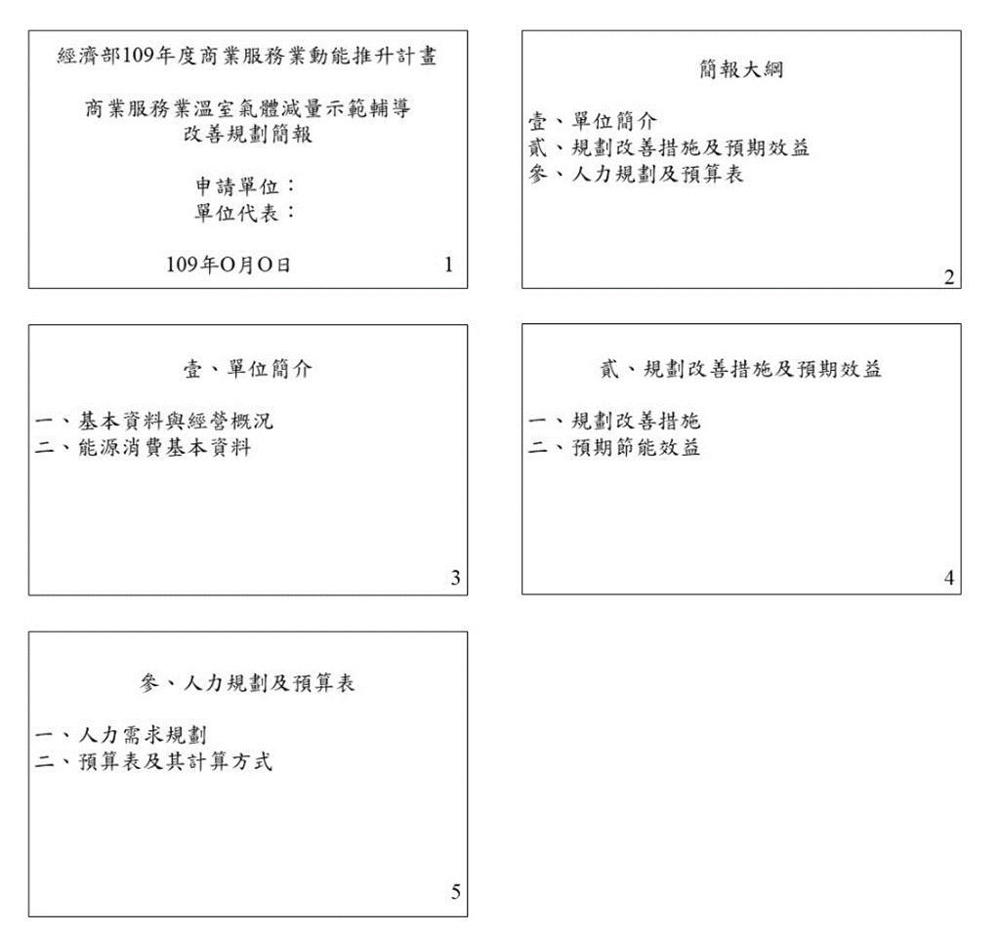 經濟部109年度商業服務業動能推升計畫
商業服務業溫室氣體減量示範輔導
改善規劃簡報
申請單位：
單位代表：
109年O月O日
1
簡報大綱
壹、單位簡介
貳、規劃改善措施及預期效益
參、人力規劃及預算表
2
壹、單位簡介
一、基本資料與經營概況
二、能源消費基本資料
3
貳、規劃改善措施及預期效益
一、規劃改善措施
二、預期節能效益
4
參、人力規劃及預算表
一、人力需求規劃
二、預算表及其計算方式
5